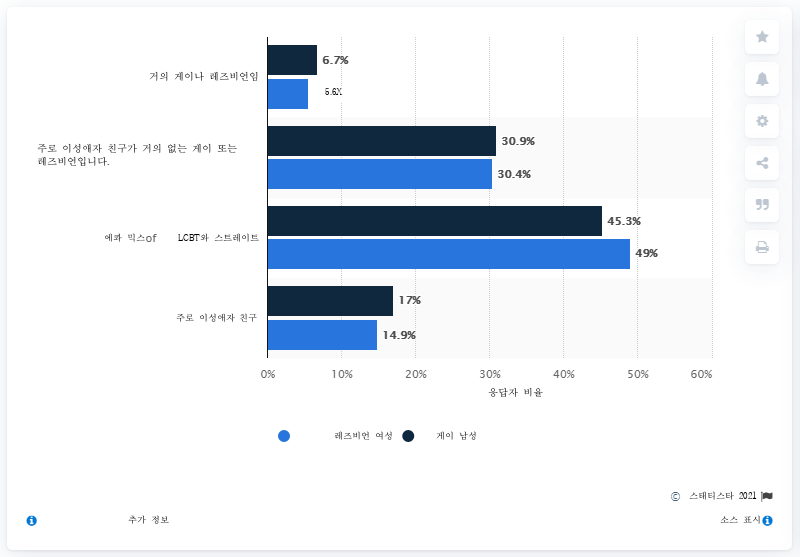 거의 게이나 레즈비언임
6.7%
5.6X
주로 이성애자 친구가 거의 없는 게이 또는
레즈비언입니다.
30.9%
30.4%
에콰 믹스of LCBT와 스트레이트
45.3%
49%
주로 이성애자 친구
17%
14.9%
0% 10% 20% 30% 40% 50% 60%
응답자 비율
레즈비언 여성 게이 남성
© 스태티스타 2021
추가 정보 소스 표시